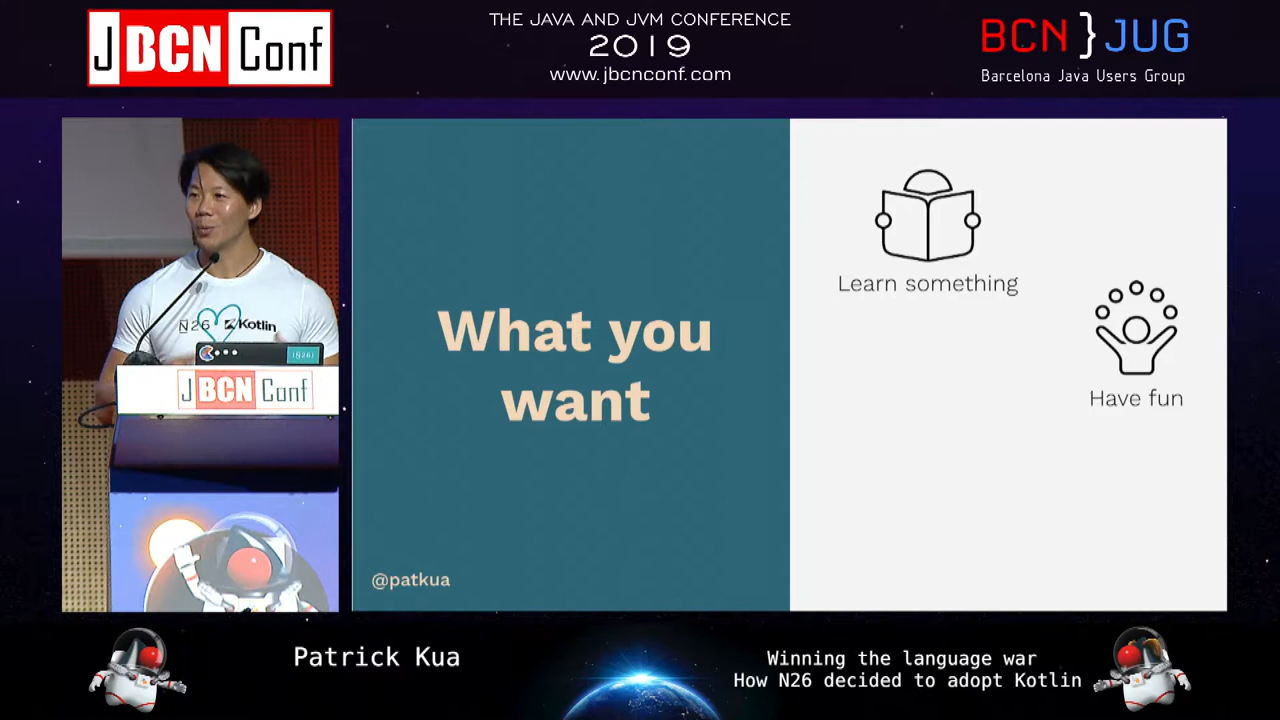 JBCN Conf
THE JAVA AND JVM CONFERENCE
2019
www.jbcnconf.com
BCN}JUG
Barcelona Java Users Group
N26 Kotlin
N26
JBCN Conf
What you
want
@patkua
Learn something
Have fun
Patrick Kua
Winning the language war
How N26 decided to adopt Kotlin